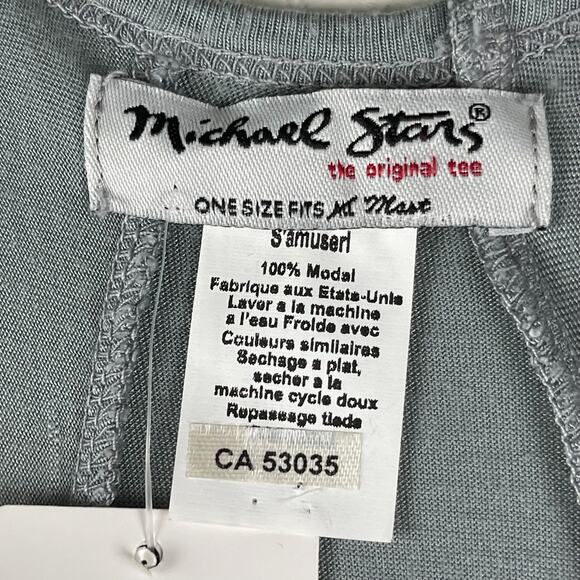 Michael Stars®
the original tee
ONE SIZE FITS Most
S'amuser!
100% Modal
Fabrique aux Etats-Unis
Laver a la machine
a l'eau Froide avec
Couleurs similaires
Sechage a plat,
secher a la
machine cycle doux
Repassage tiede
CA 53035